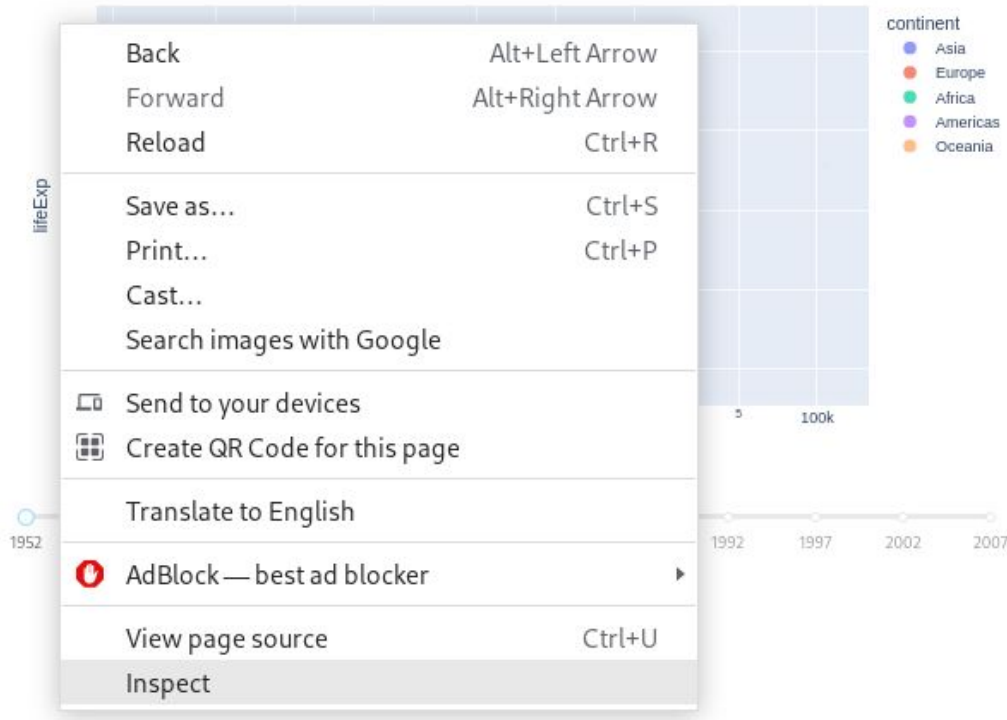 continent
Asia
Europe
Africa
Americas
Oceania
lifeExp
Back Alt+Left Arrow
Forward Alt+Right Arrow
Reload Ctrl+R
Save as… Ctrl+S
Print… Ctrl+P
Cast…
Search images with Google
Send to your devices
Create QR Code for this page
Translate to English
AdBlock — best ad blocker
View page source Ctrl+U
Inspect
5 100k
1952 1992 1997 2002 2007